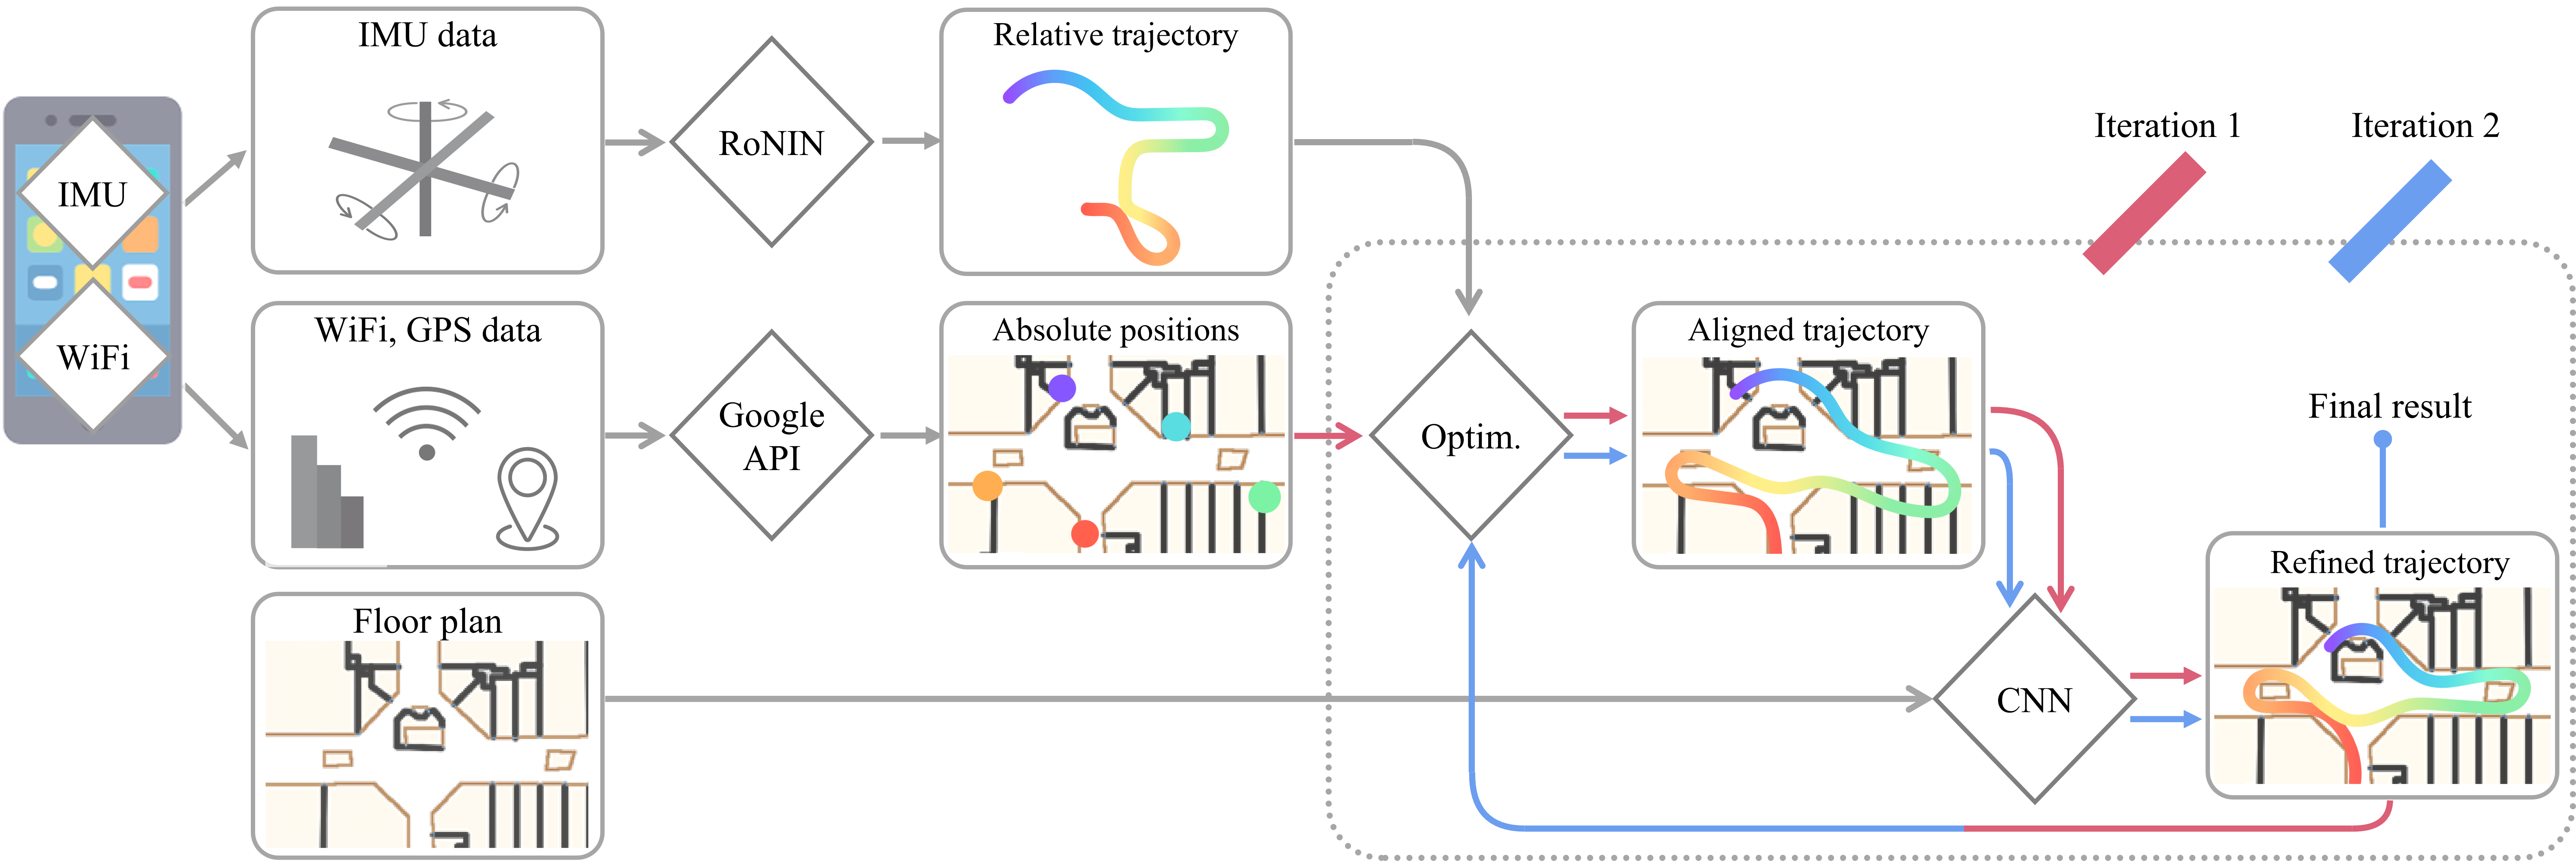 IMU data
Relative trajectory
Iteration 1
Iteration 2
IMU
RoNIN
WiFi
WiFi, GPS data
Absolute positions
Aligned trajectory
Google
API
Optim.
Final result
Floor plan
Refined trajectory
CNN